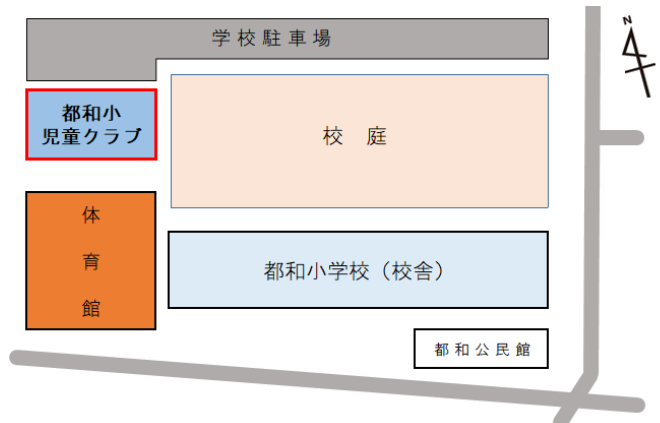 学校駐車場
N
都和小
児童クラブ
校 庭
体
育
館
都和小学校（校舎）
都和公民館